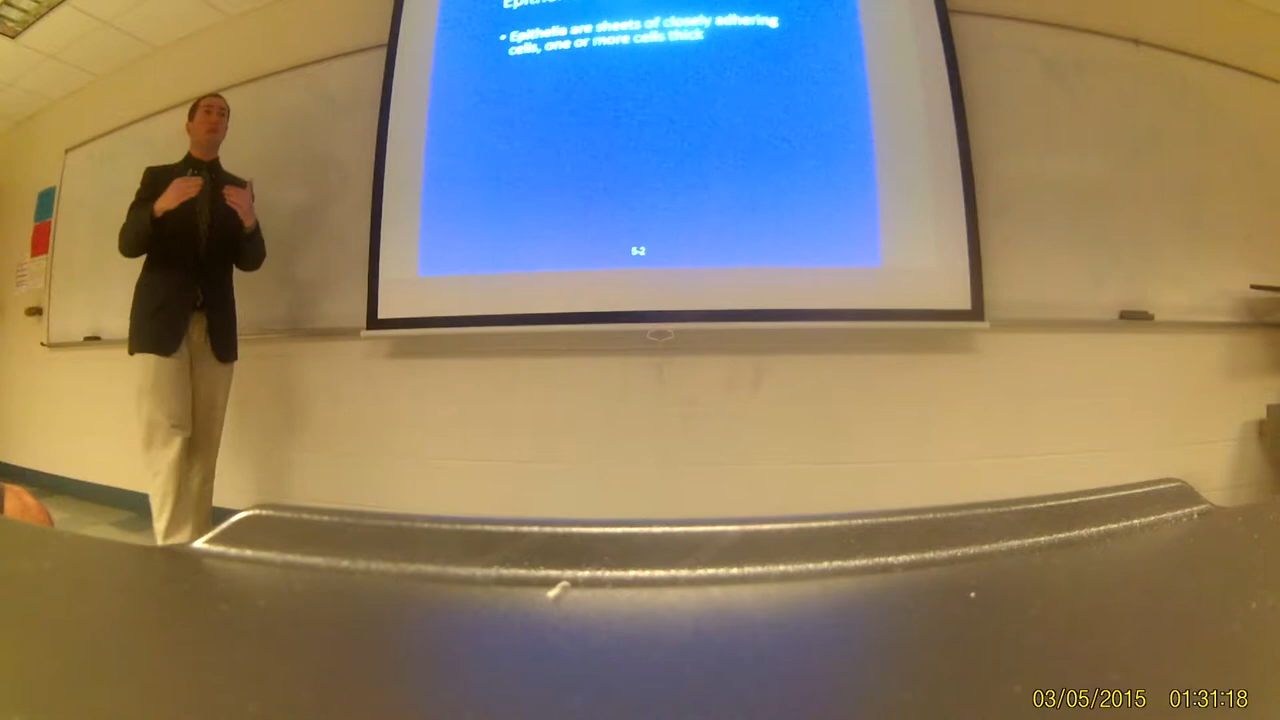 • Epithelia are sheets of closely adhering
cells, one or more cells thick
5-2
03/05/2015 01:31:18